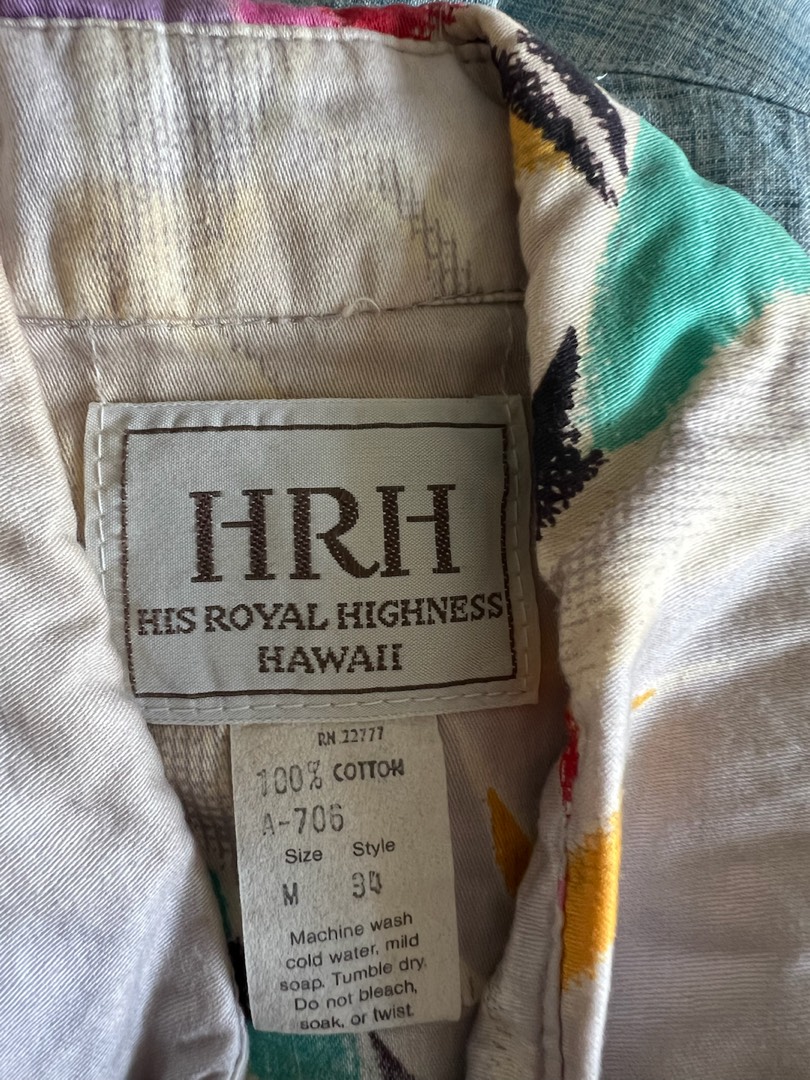 HRH
HIS ROYAL HIGHNESS
HAWAII
RN 22777
100% COTTON
A-706
Size Style
M 34
Machine wash
cold water, mild
soap. Tumble dry.
Do not bleach,
soak, or twist.